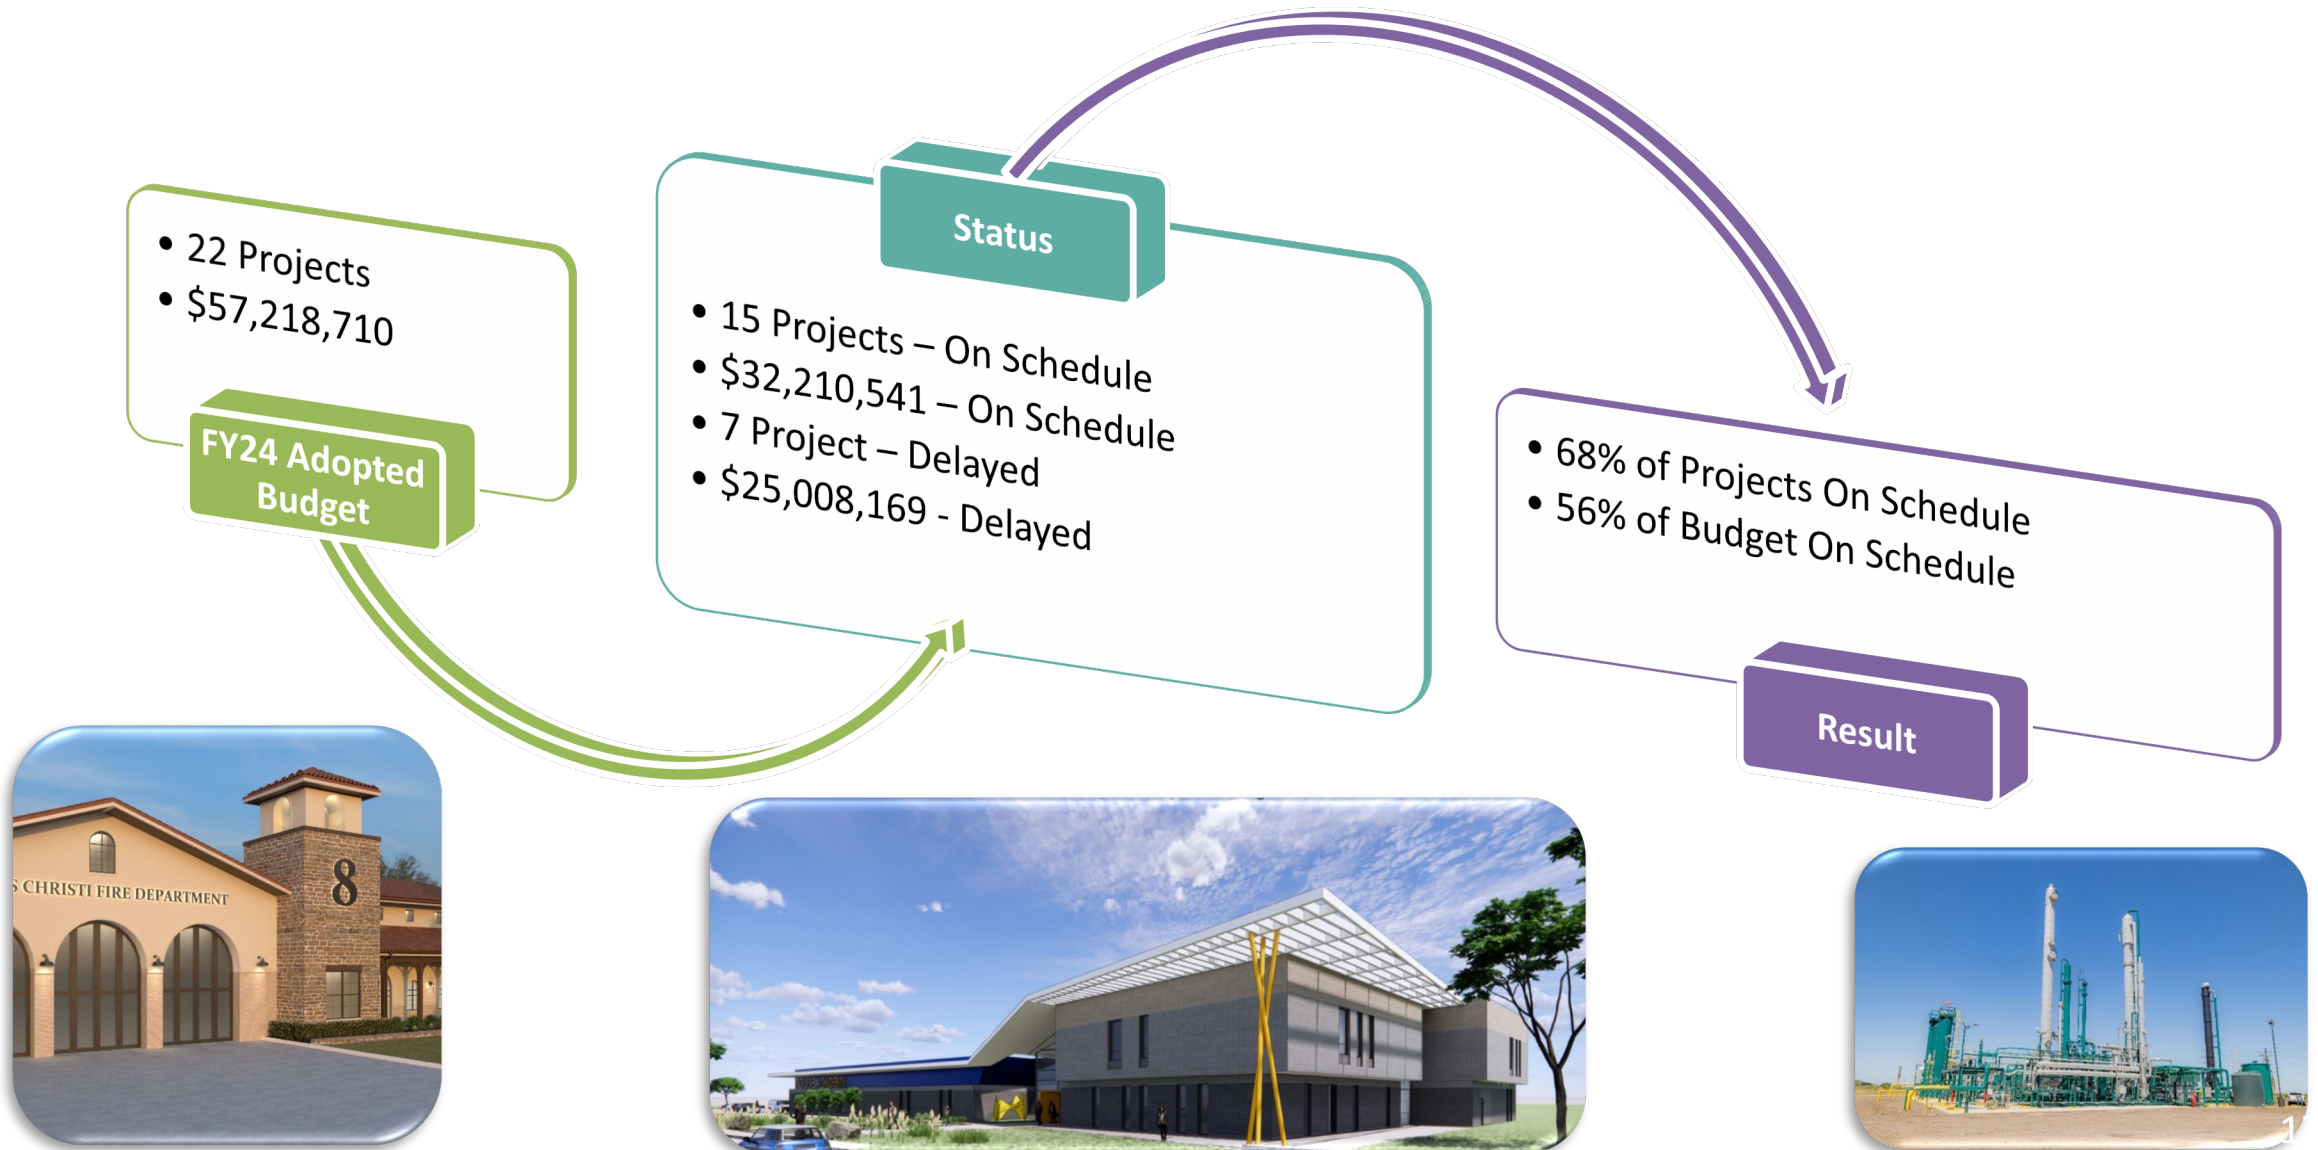 22 Projects
$57,218,710
FY24 Adopted
Budget
Status
15 Projects – On Schedule
$32,210,541 – On Schedule
7 Project – Delayed
$25,008,169 - Delayed
68% of Projects On Schedule
56% of Budget On Schedule
Result
CHRISTI FIRE DEPARTMENT
8